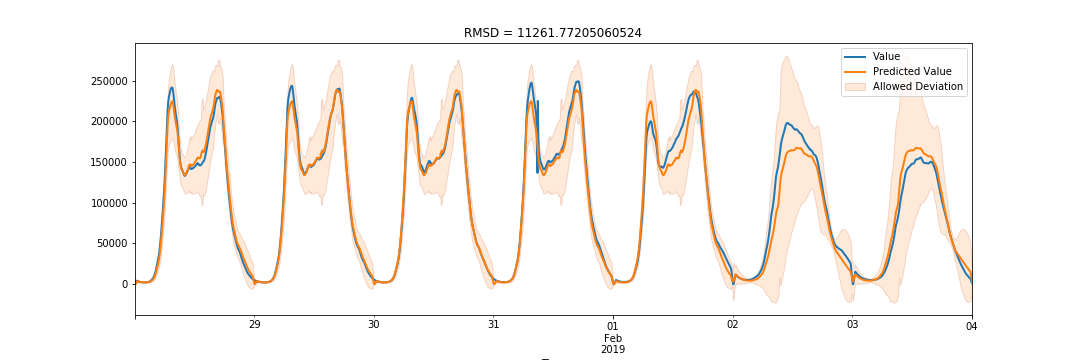 RMSD = 11261.77205060524
Value
Predicted Value
Allowed Deviation
250000
200000
150000
100000
50000
0
29
30
31
01
02
03
04
Feb
2019